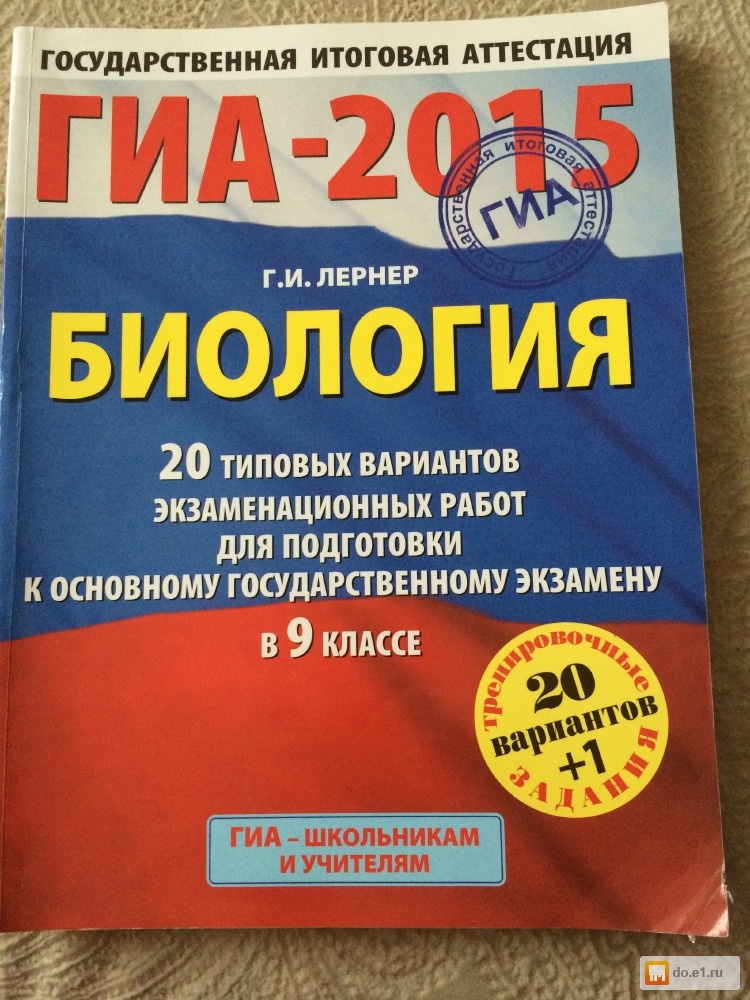 ГОСУДАРСТВЕННАЯ ИТОГОВАЯ АТТЕСТАЦИЯ
ГИА-2015
Государственная итоговая аттестация
ГИА
Г.И. ЛЕРНЕР
БИОЛОГИЯ
20 ТИПОВЫХ ВАРИАНТОВ
ЭКЗАМЕНАЦИОННЫХ РАБОТ
ДЛЯ ПОДГОТОВКИ
К ОСНОВНОМУ ГОСУДАРСТВЕННОМУ ЭКЗАМЕНУ
В 9 КЛАССЕ
тренировочные
20
вариантов
+1
ЗАДАНИЯ
ГИА – ШКОЛЬНИКАМ
И УЧИТЕЛЯМ
do.e1.ru